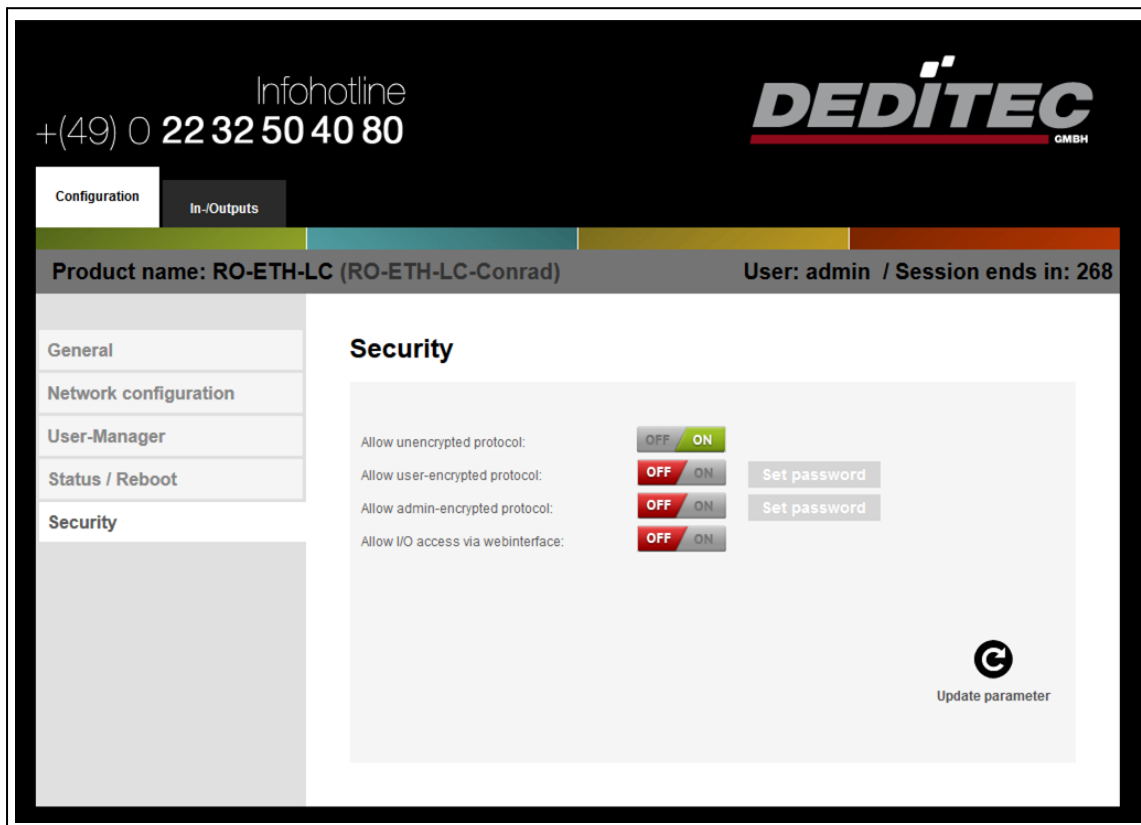 Infohotline
+(49) 0 22 32 50 40 80
DEDITEC
GMBH
Configuration
In-/Outputs
Product name: RO-ETH-LC (RO-ETH-LC-Conrad) User: admin / Session ends in: 268
General
Network configuration
User-Manager
Status / Reboot
Security
Security
Allow unencrypted protocol: OFF ON
Allow user-encrypted protocol: OFF ON Set password
Allow admin-encrypted protocol: OFF ON Set password
Allow I/O access via webinterface: OFF ON
Update parameter